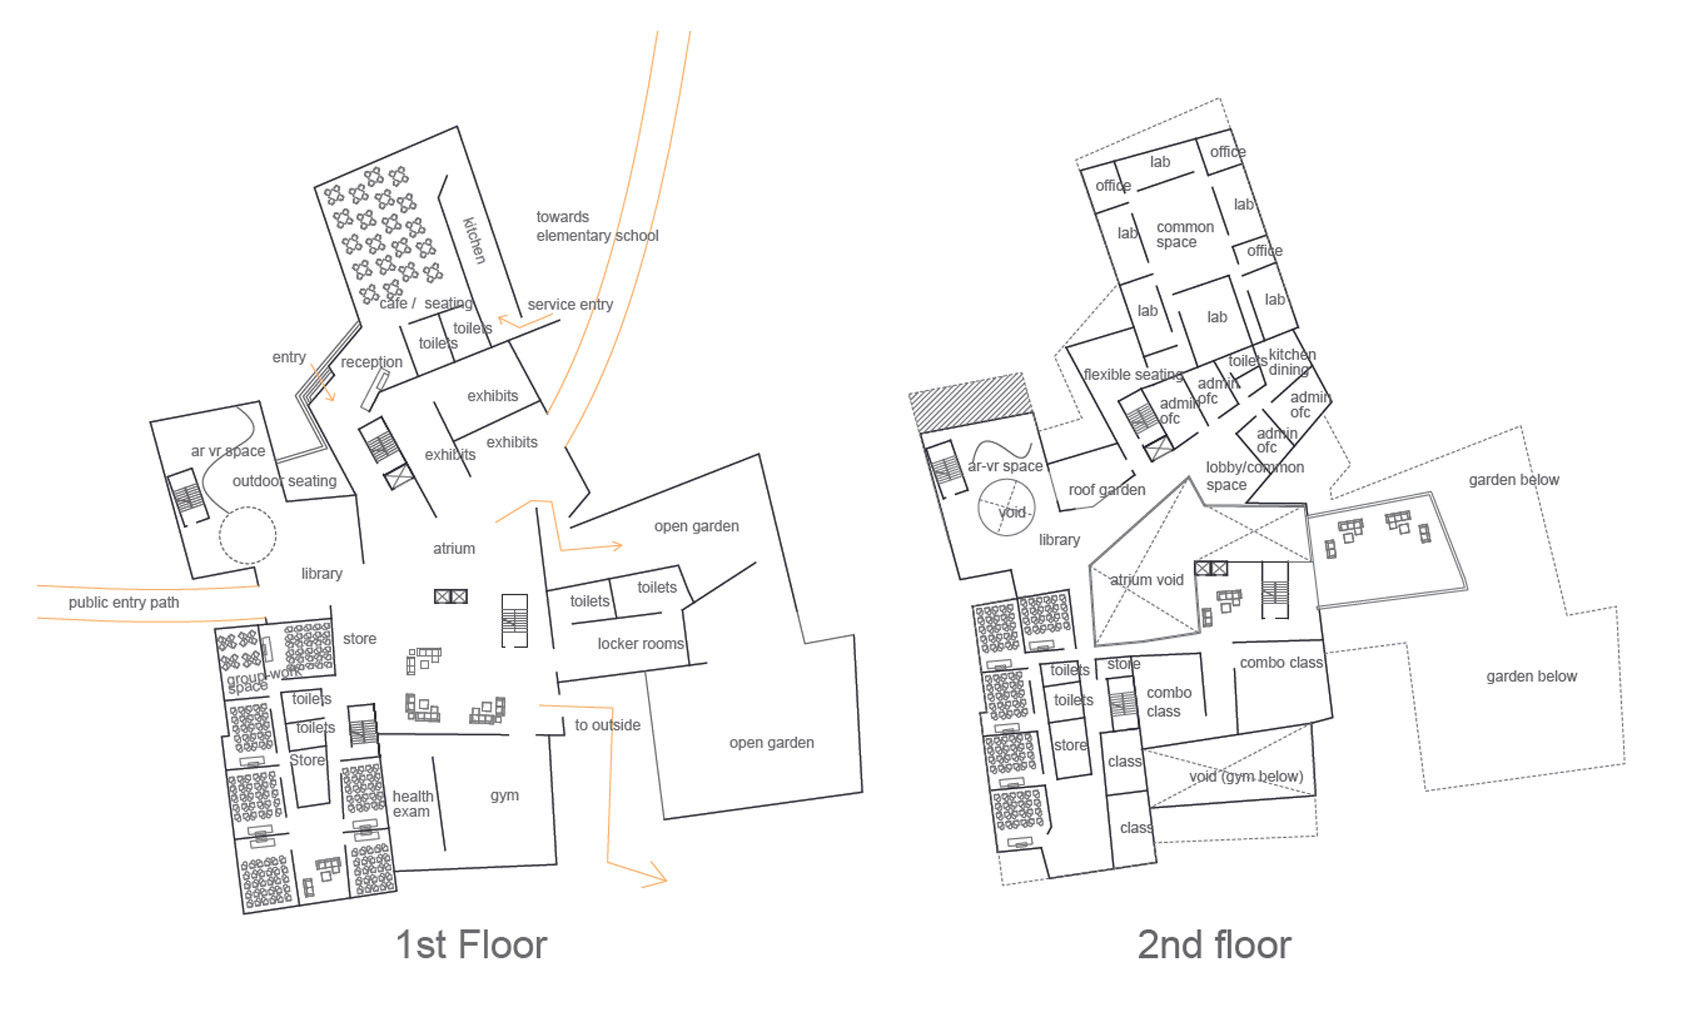 towards
elementary school
kitchen
cafe / seating
service entry
toilets
toilets
entry
reception
exhibits
exhibits
exhibits
ar vr space
outdoor seating
open garden
atrium
library
public entry path
toilets
toilets
store
locker rooms
group-work
space
toilets
toilets
Store
to outside
open garden
health
exam
gym
1st Floor
lab
office
office
lab
lab
common
space
office
lab
lab
lab
flexible seating
toilets
kitchen
dining
admin
ofc
admin
ofc
admin
ofc
admin
ofc
ar-vr space
lobby/common
space
roof garden
garden below
void
library
atrium void
toilets
store
combo class
toilets
combo
class
garden below
store
class
void (gym below)
class
2nd floor